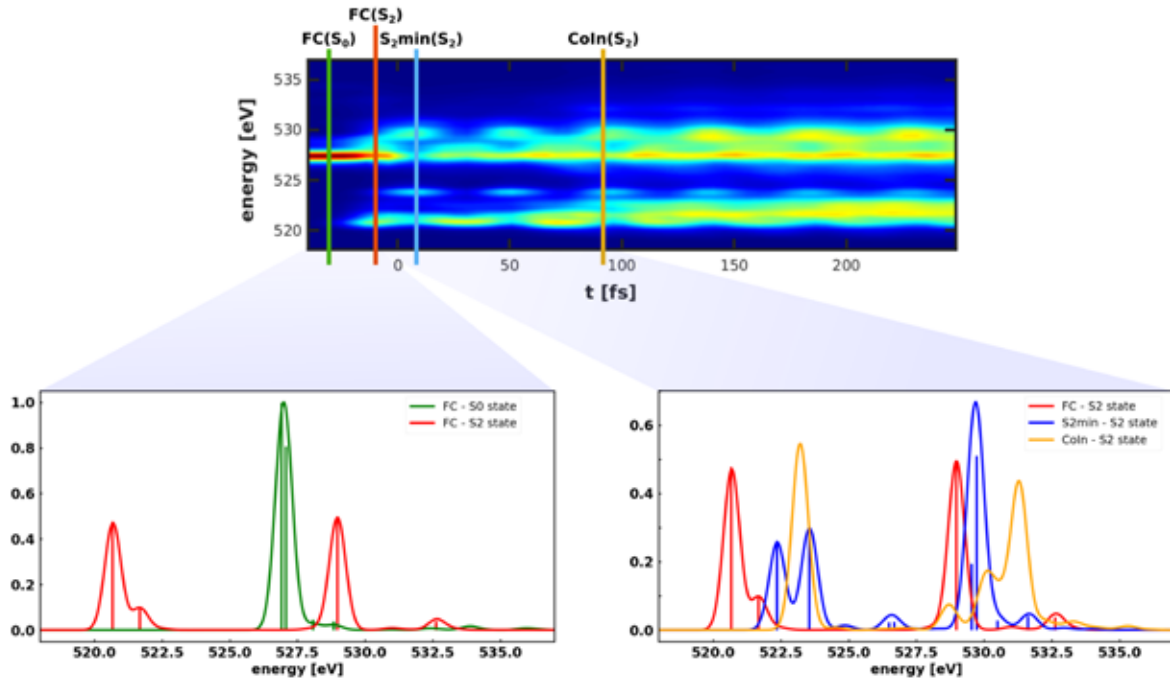 FC(S₂)
FC(S₀) S₂min(S₂) CoIn(S₂)
535
530
525
520
energy [eV]
0 50 100 150 200
t [fs]
1.0
0.8
0.6
0.4
0.2
0.0
FC - S0 state
FC - S2 state
520.0 522.5 525.0 527.5 530.0 532.5 535.0
energy [eV]
0.6
0.4
0.2
0.0
FC - S2 state
S2min - S2 state
CoIn - S2 state
520.0 522.5 525.0 527.5 530.0 532.5 535.0
energy [eV]